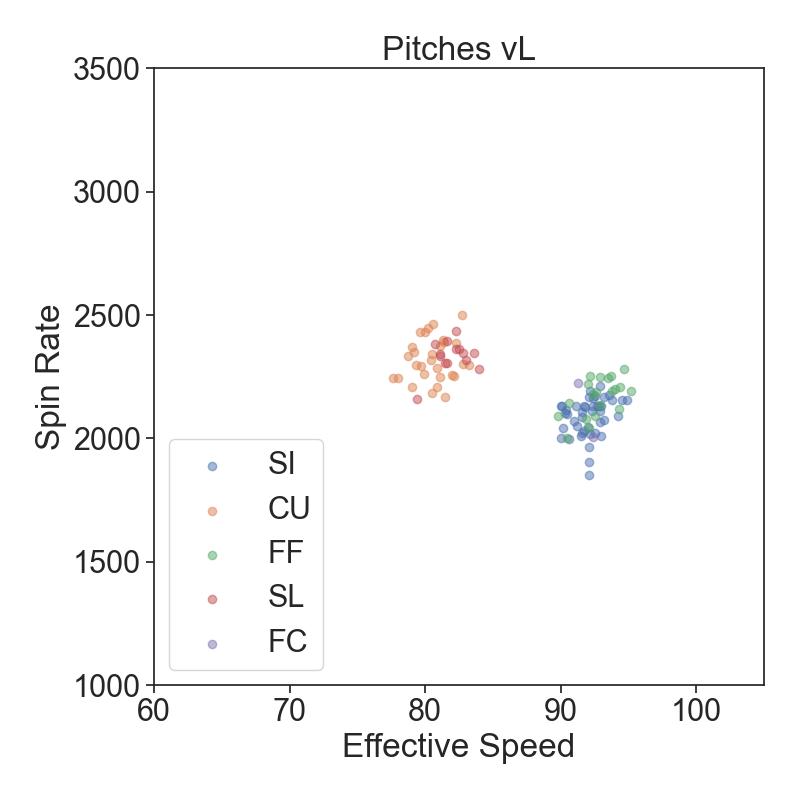 Pitches vL
3500
3000
2500
2000
1500
1000
Spin Rate
SI
CU
FF
SL
FC
60 70 80 90 100
Effective Speed